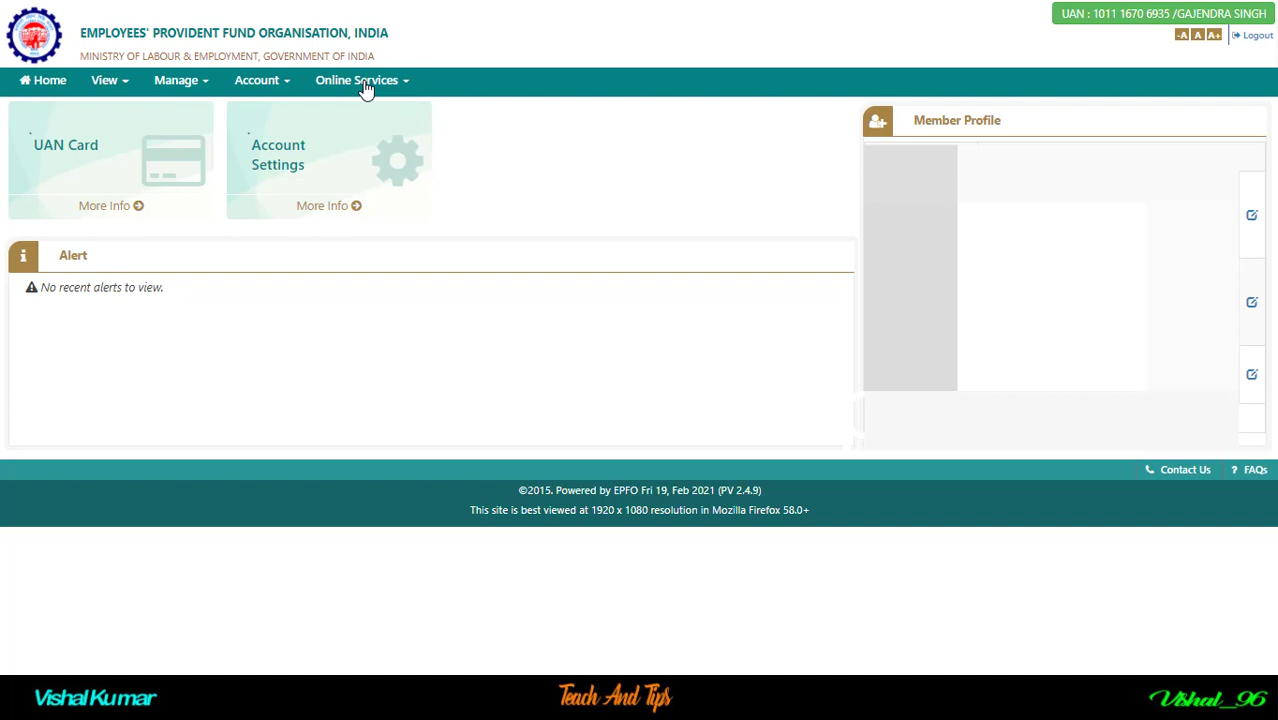 UAN : 1011 1670 6935 /GAJENDRA SINGH
EMPLOYEES' PROVIDENT FUND ORGANISATION, INDIA
MINISTRY OF LABOUR & EMPLOYMENT, GOVERNMENT OF INDIA
-A A A+ Logout
Home View Manage Account Online Services
UAN Card
More Info
Account
Settings
More Info
Member Profile
Alert
No recent alerts to view.
Contact Us ? FAQs
©2015. Powered by EPFO Fri 19, Feb 2021 (PV 2.4.9)
This site is best viewed at 1920 x 1080 resolution in Mozilla Firefox 58.0+
Vishal Kumar Teach And Tips Vishal_96